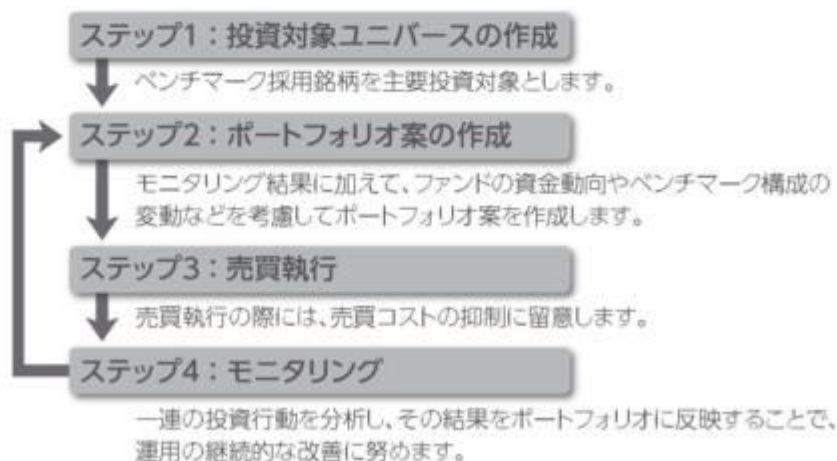 ステップ1：投資対象ユニバースの作成
ベンチマーク採用銘柄を主要投資対象とします。
ステップ2：ポートフォリオ案の作成
モニタリング結果に加えて、ファンドの資金動向やベンチマーク構成の
変動などを考慮してポートフォリオ案を作成します。
ステップ3：売買執行
売買執行の際には、売買コストの抑制に留意します。
ステップ4：モニタリング
一連の投資行動を分析し、その結果をポートフォリオに反映することで、
運用の継続的な改善に努めます。